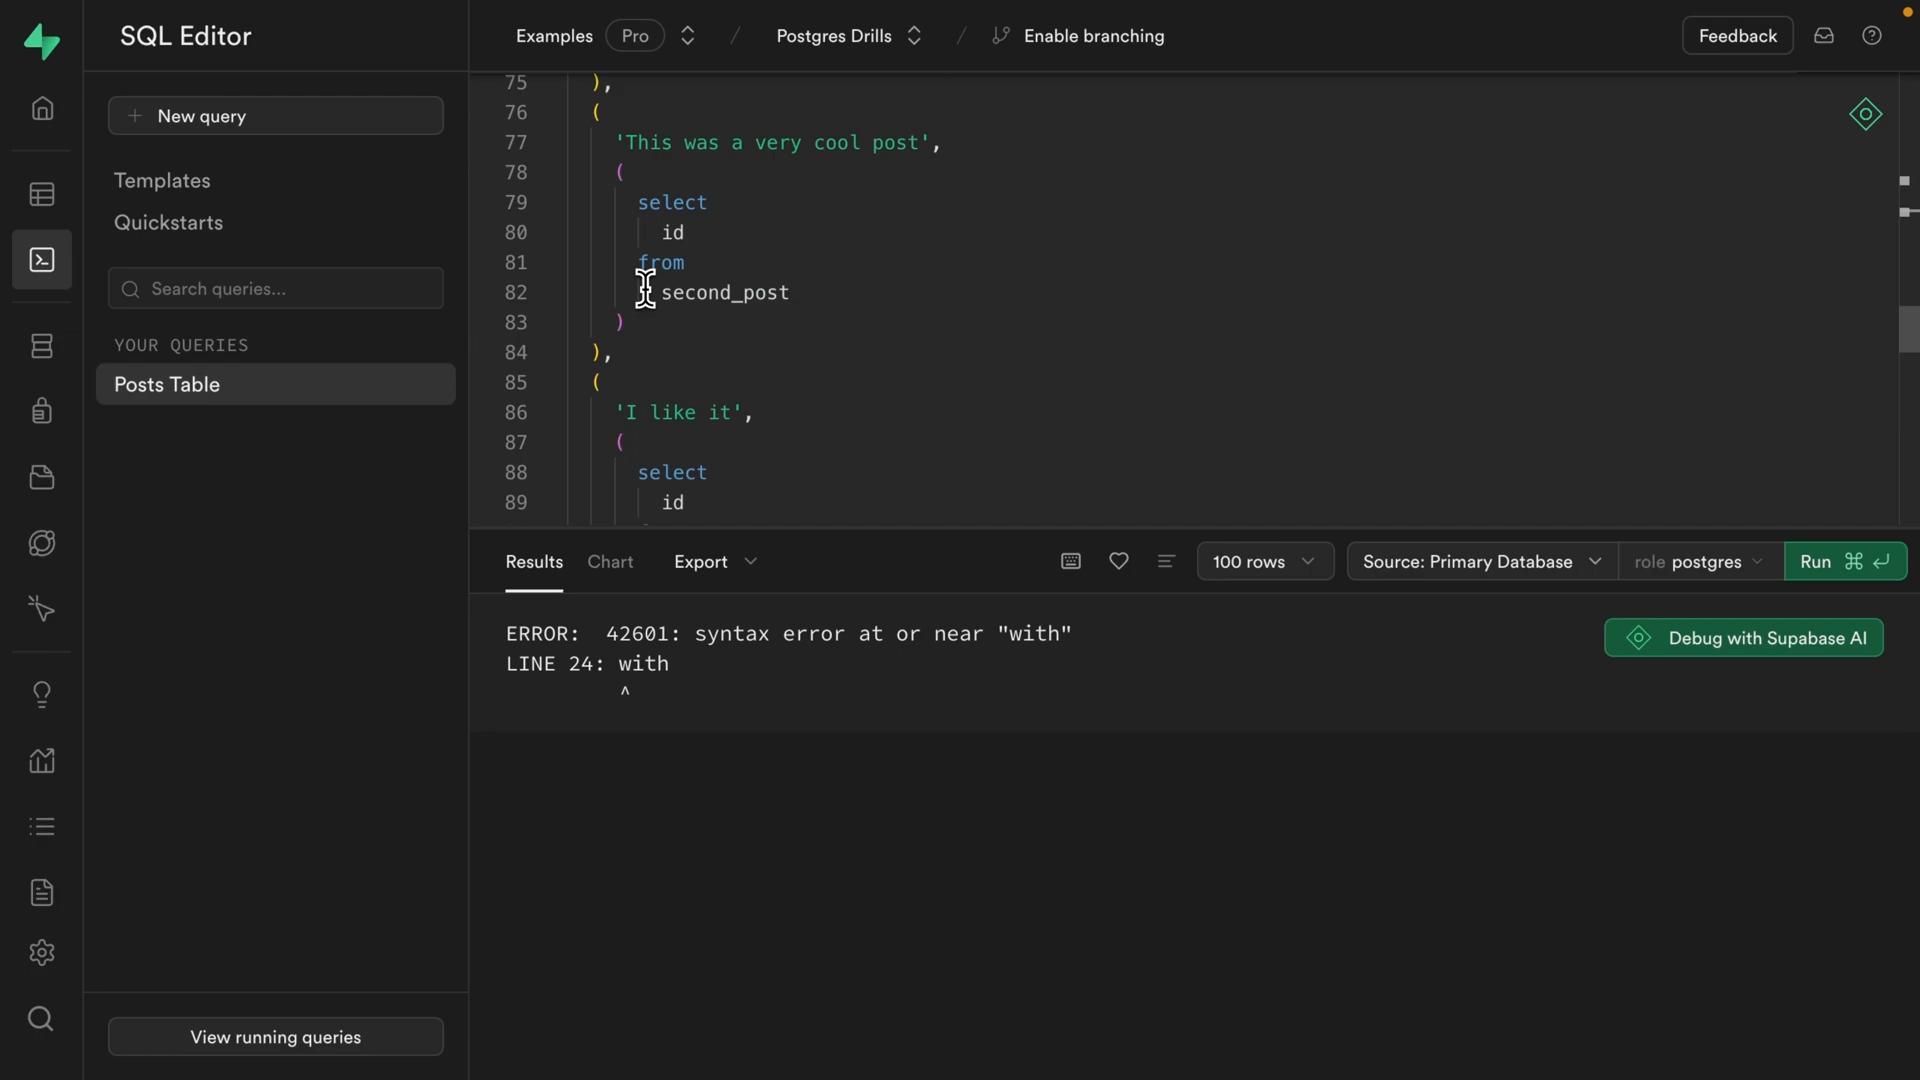 SQL Editor
Examples Pro / Postgres Drills / Enable branching
Feedback
New query
Templates
Quickstarts
Search queries...
YOUR QUERIES
Posts Table
View running queries
75 ),
76 (
77 'This was a very cool post',
78 (
79 select
80 id
81 from
82 second_post
83 )
84 ),
85 (
86 'I like it',
87 (
88 select
89 id
Results Chart Export 100 rows Source: Primary Database role postgres Run ⌘ ↵
ERROR: 42601: syntax error at or near "with"
LINE 24: with
^
Debug with Supabase AI